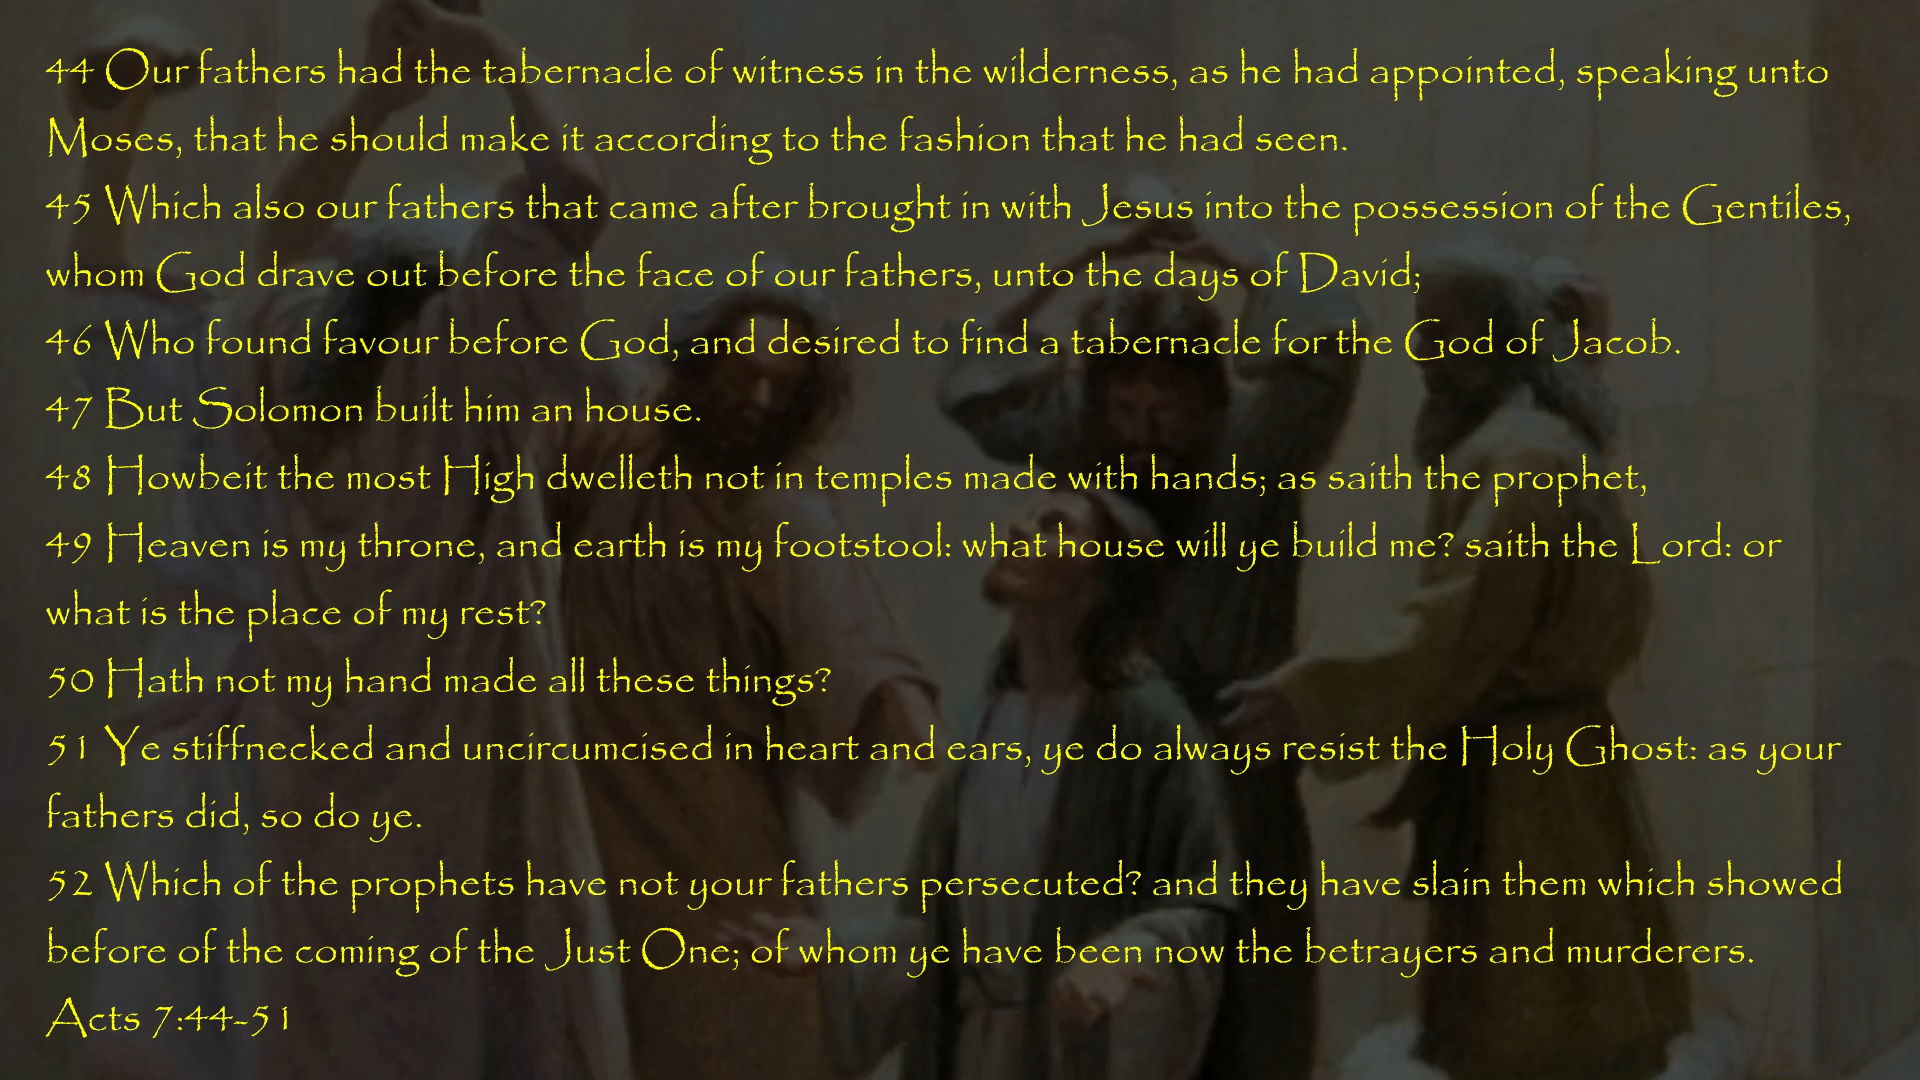 44 Our fathers had the tabernacle of witness in the wilderness, as he had appointed, speaking unto
Moses, that he should make it according to the fashion that he had seen.
45 Which also our fathers that came after brought in with Jesus into the possession of the Gentiles,
whom God drave out before the face of our fathers, unto the days of David;
46 Who found favour before God, and desired to find a tabernacle for the God of Jacob.
47 But Solomon built him an house.
48 Howbeit the most High dwelleth not in temples made with hands; as saith the prophet,
49 Heaven is my throne, and earth is my footstool: what house will ye build me? saith the Lord: or
what is the place of my rest?
50 Hath not my hand made all these things?
51 Ye stiffnecked and uncircumcised in heart and ears, ye do always resist the Holy Ghost: as your
fathers did, so do ye.
52 Which of the prophets have not your fathers persecuted? and they have slain them which showed
before of the coming of the Just One; of whom ye have been now the betrayers and murderers.
Acts 7:44-51